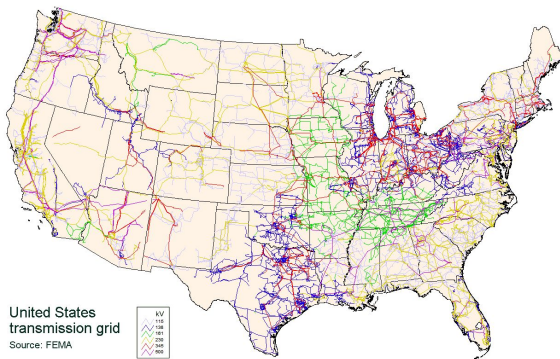 United States
transmission grid
Source: FEMA
kV
115
138
161
230
345
500